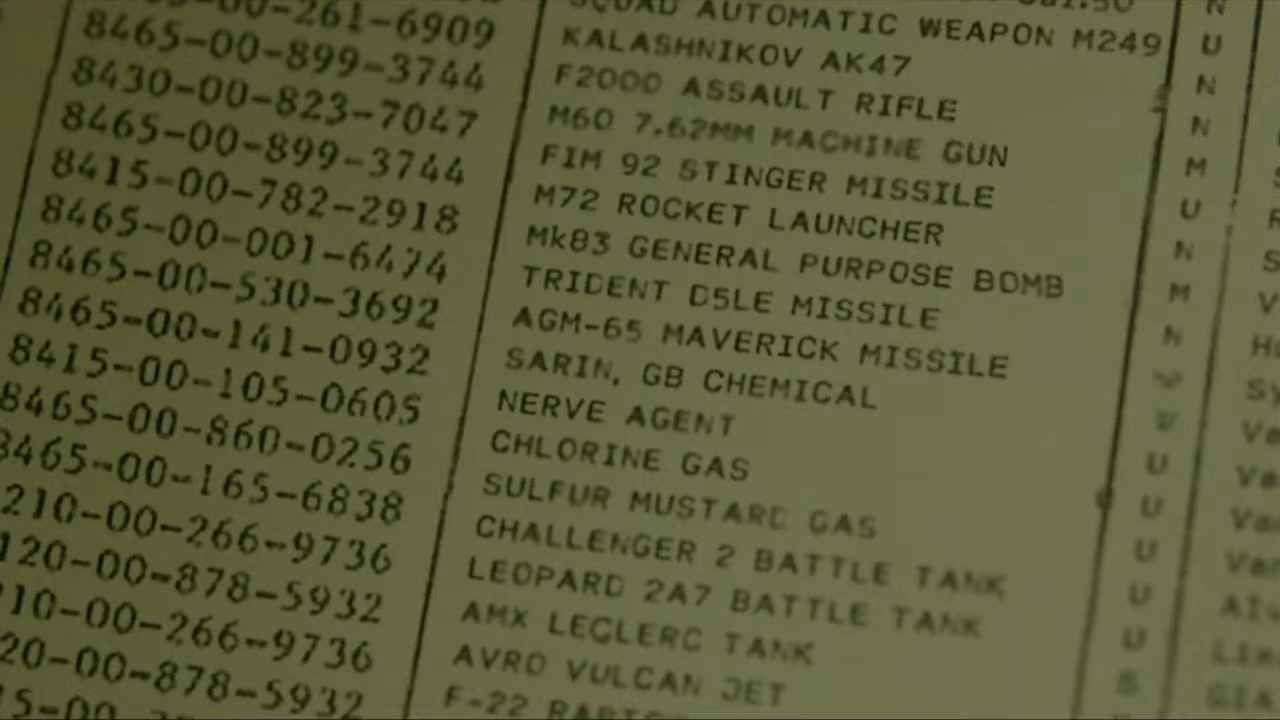 00-261-6909 SQUAD AUTOMATIC WEAPON M249 N
8465-00-899-3744 KALASHNIKOV AK47 U
8430-00-823-7047 F2000 ASSAULT RIFLE N
8465-00-899-3744 M60 7.62MM MACHINE GUN N
8415-00-782-2918 FIM 92 STINGER MISSILE M
8465-00-001-6474 M72 ROCKET LAUNCHER U
8465-00-530-3692 Mk83 GENERAL PURPOSE BOMB N
8465-00-141-0932 TRIDENT D5LE MISSILE M
8415-00-105-0605 AGM-65 MAVERICK MISSILE N
8465-00-860-0256 SARIN, GB CHEMICAL
8465-00-165-6838 NERVE AGENT
210-00-266-9736 CHLORINE GAS U
120-00-878-5932 SULFUR MUSTARD GAS U
10-00-266-9736 CHALLENGER 2 BATTLE TANK U
20-00-878-5932 LEOPARD 2A7 BATTLE TANK U
AMX LECLERC TANK U
AVRO VULCAN JET
F-22